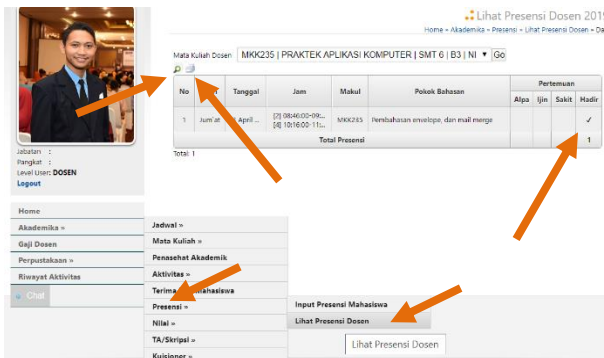 Lihat Presensi Dosen 201
Home » Akademika » Presensi » Lihat Presensi Dosen » Da
Mata Kuliah Dosen MKK235 | PRAKTEK APLIKASI KOMPUTER | SMT 6 | B3 | NI Go
No Tanggal Jam Makul Pokok Bahasan Pertemuan
Alpa Ijin Sakit Hadir
1 Jum'at April ... [2] 08:46:00-09:... MKK235 Pembahasan envelope, dan mail merge ✓
[4] 10:16:00-11:...
Total Presensi 1
Total: 1
Jabatan :
Pangkat :
Level User: DOSEN
Logout
Home
Akademika »
Gaji Dosen
Perpustakaan »
Riwayat Aktivitas
Chat
Jadwal »
Mata Kuliah »
Penasehat Akademik
Aktivitas »
Terima Mahasiswa
Presensi »
Nilai »
TA/Skripsi »
Kuisioner »
Input Presensi Mahasiswa
Lihat Presensi Dosen
Lihat Presensi Dosen